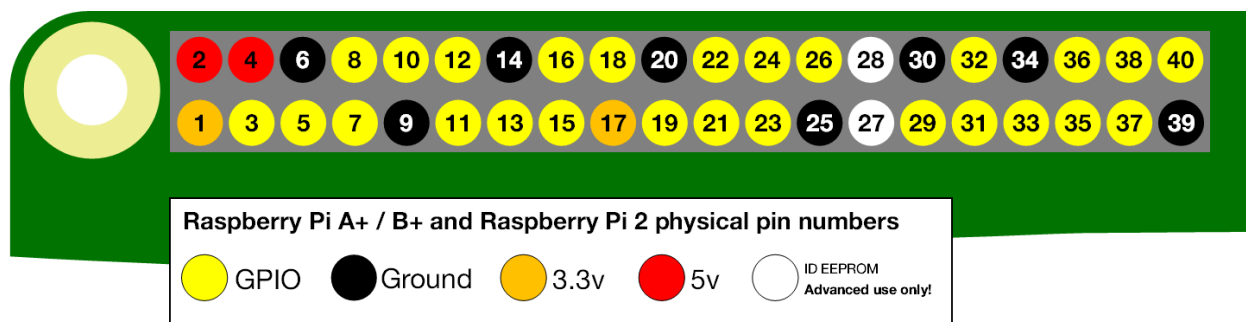 2 4 6 8 10 12 14 16 18 20 22 24 26 28 30 32 34 36 38 40
1 3 5 7 9 11 13 15 17 19 21 23 25 27 29 31 33 35 37 39
Raspberry Pi A+ / B+ and Raspberry Pi 2 physical pin numbers
GPIO Ground 3.3v 5v ID EEPROM
Advanced use only!